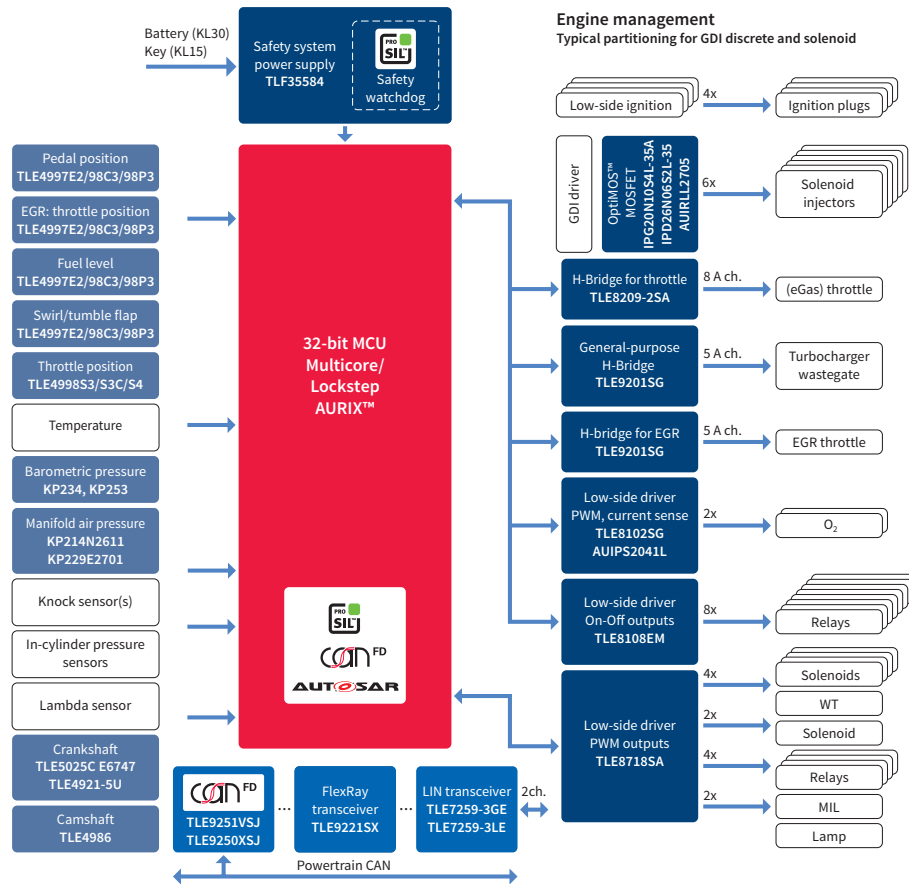 Engine management
Typical partitioning for GDI discrete and solenoid
Battery (KL30)
Key (KL15)
Safety system
power supply
TLF35584
PRO
SIL
Safety
watchdog
Pedal position
TLE4997E2/98C3/98P3
EGR: throttle position
TLE4997E2/98C3/98P3
Fuel level
TLE4997E2/98C3/98P3
Swirl/tumble flap
TLE4997E2/98C3/98P3
Throttle position
TLE4998S3/S3C/S4
Temperature
Barometric pressure
KP234, KP253
Manifold air pressure
KP214N2611
KP229E2701
Knock sensor(s)
In-cylinder pressure
sensors
Lambda sensor
Crankshaft
TLE5025C E6747
TLE4921-5U
Camshaft
TLE4986
32-bit MCU
Multicore/
Lockstep
AURIX™
PRO
SIL
CAN FD
AUTOSAR
CAN FD
TLE9251VSJ
TLE9250XSJ
...
FlexRay
transceiver
TLE9221SX
...
LIN transceiver
TLE7259-3GE
TLE7259-3LE
2ch.
Powertrain CAN
Low-side ignition
4x
Ignition plugs
GDI driver
OptiMOS™
MOSFET
IPG20N10S4L-35A
IPD26N06S2L-35
AUIRLL2705
6x
Solenoid
injectors
H-Bridge for throttle
TLE8209-2SA
8 A ch.
(eGas) throttle
General-purpose
H-Bridge
TLE9201SG
5 A ch.
Turbocharger
wastegate
H-bridge for EGR
TLE9201SG
5 A ch.
EGR throttle
Low-side driver
PWM, current sense
TLE8102SG
AUIPS2041L
2x
O₂
Low-side driver
On-Off outputs
TLE8108EM
8x
Relays
Low-side driver
PWM outputs
TLE8718SA
4x
Solenoids
WT
2x
Solenoid
4x
Relays
2x
MIL
Lamp